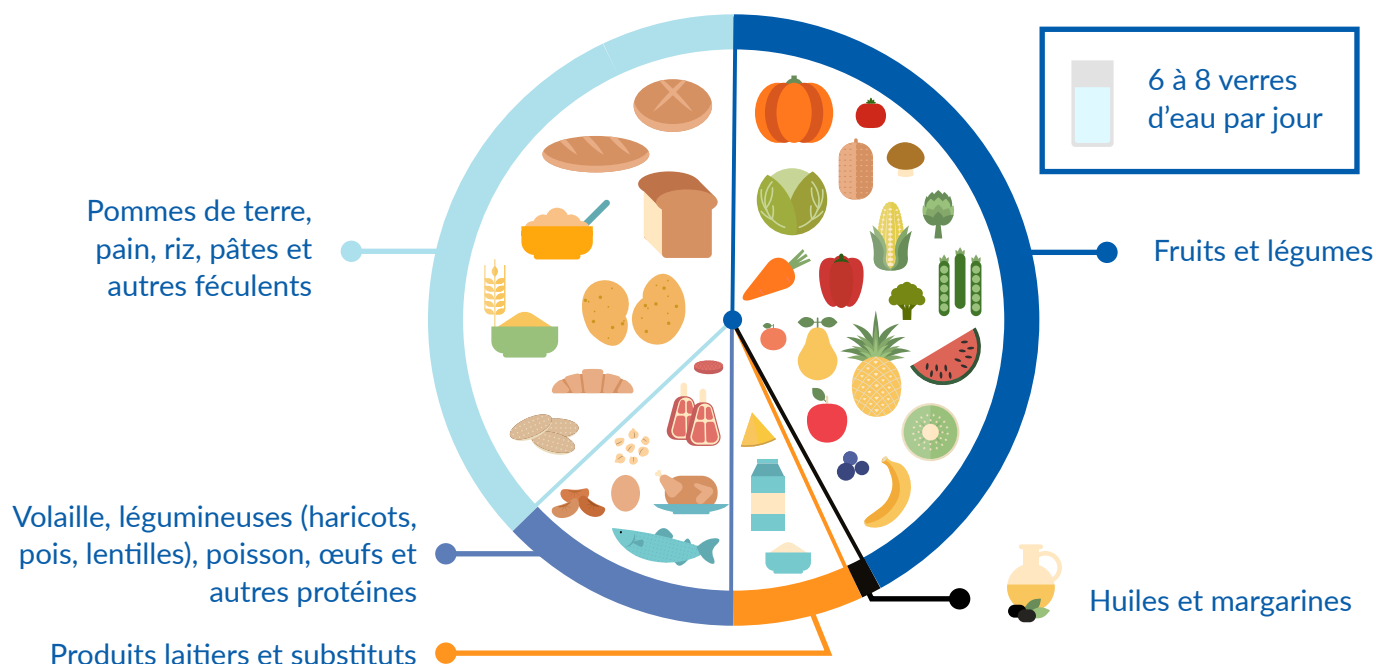 6 à 8 verres
d'eau par jour
Pommes de terre,
pain, riz, pâtes et
autres féculents
Fruits et légumes
Volaille, légumineuses (haricots,
pois, lentilles), poisson, œufs et
autres protéines
Huiles et margarines
Produits laitiers et substituts